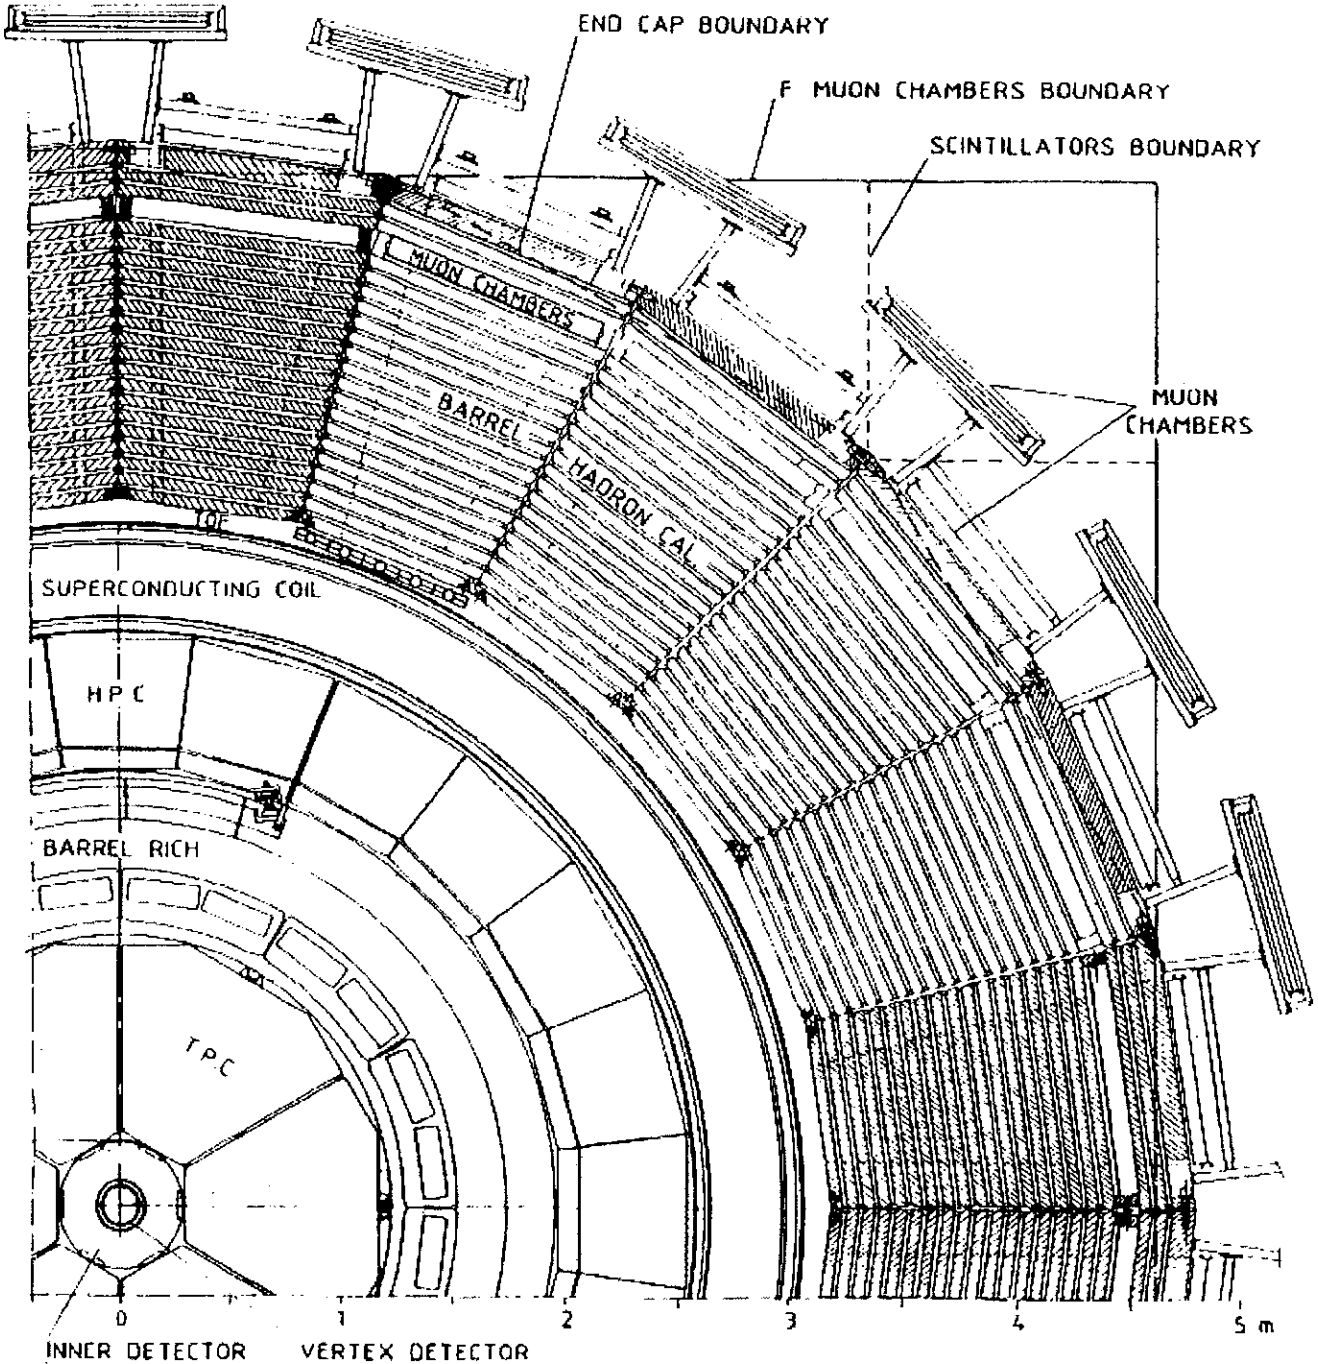 END CAP BOUNDARY
F MUON CHAMBERS BOUNDARY
SCINTILLATORS BOUNDARY
MUON CHAMBERS
MUON
CHAMBERS
BARREL
HADRON CAL.
TOF
SUPERCONDUCTING COIL
HPC
BARREL RICH
TPC
0 1 2 3 4 5 m
INNER DETECTOR VERTEX DETECTOR